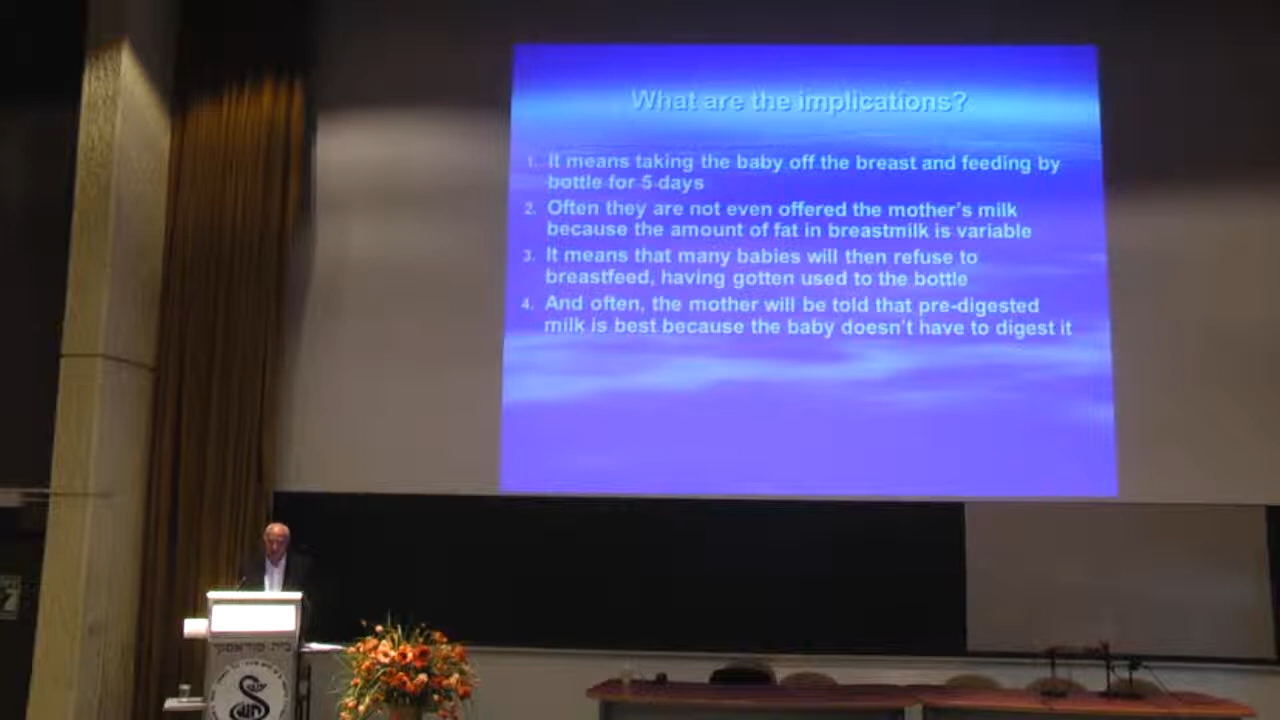 What are the implications?
1. It means taking the baby off the breast and feeding by
bottle for 5 days
2. Often they are not even offered the mother's milk
because the amount of fat in breastmilk is variable
3. It means that many babies will then refuse to
breastfeed, having gotten used to the bottle
4. And often, the mother will be told that pre-digested
milk is best because the baby doesn't have to digest it